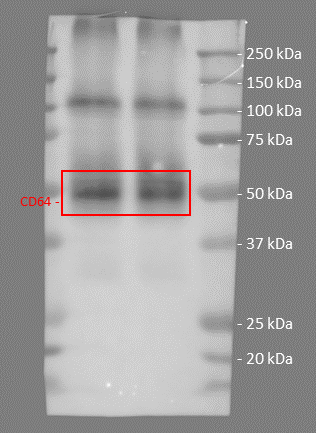 - 250 kDa
- 150 kDa
- 100 kDa
- 75 kDa
- 50 kDa
CD64 -
- 37 kDa
- 25 kDa
- 20 kDa